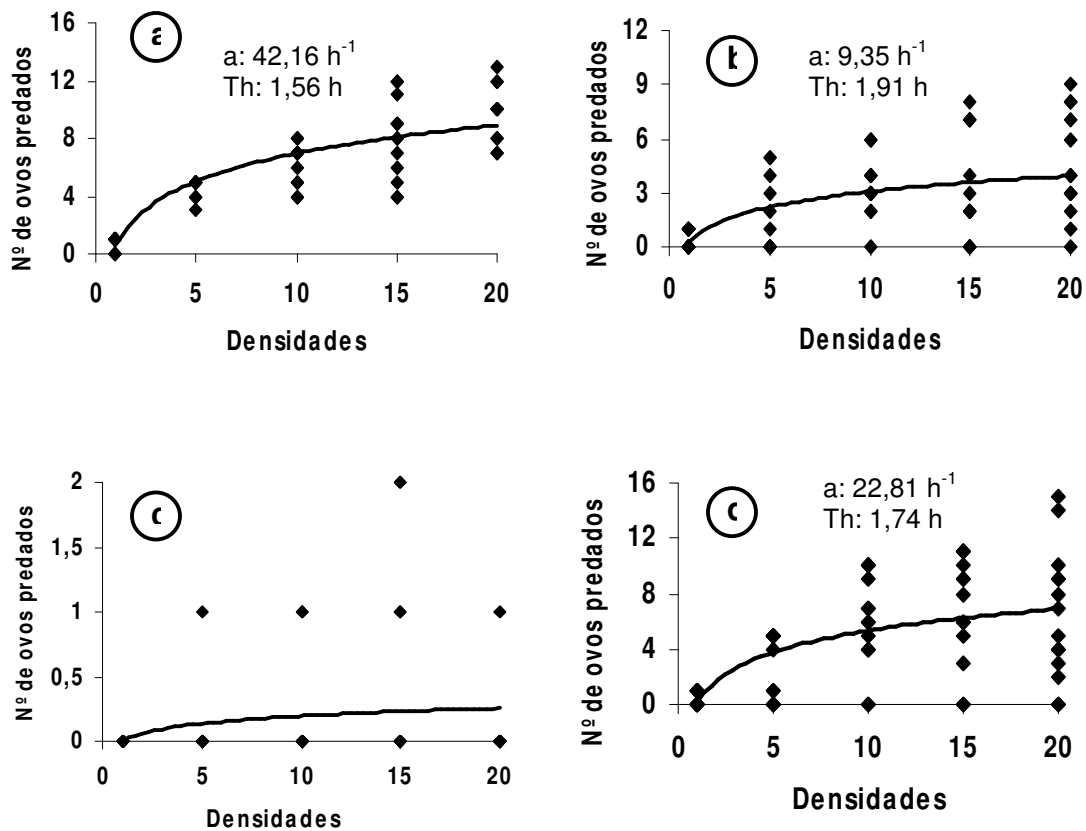 16
12
8
4
0
0
5
10
15
20
Nº de ovos predados
Densidades
a: 42,16 h⁻¹
Th: 1,56 h
12
9
6
3
0
0
5
10
15
20
Nº de ovos predados
Densidades
a: 9,35 h⁻¹
Th: 1,91 h
2
1,5
1
0,5
0
0
5
10
15
20
Nº de ovos predados
Densidades
16
12
8
4
0
0
5
10
15
20
Nº de ovos predados
Densidades
a: 22,81 h⁻¹
Th: 1,74 h